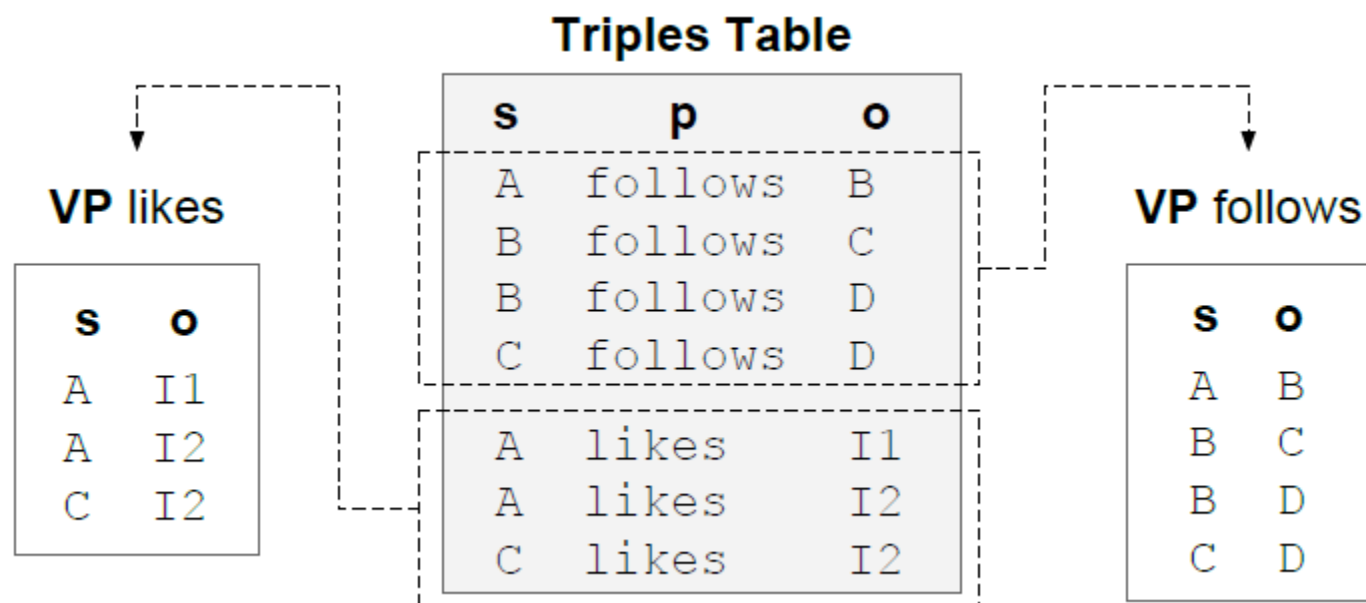 Triples Table
s p o
A follows B
B follows C
B follows D
C follows D
A likes I1
A likes I2
C likes I2
VP likes
s o
A I1
A I2
C I2
VP follows
s o
A B
B C
B D
C D